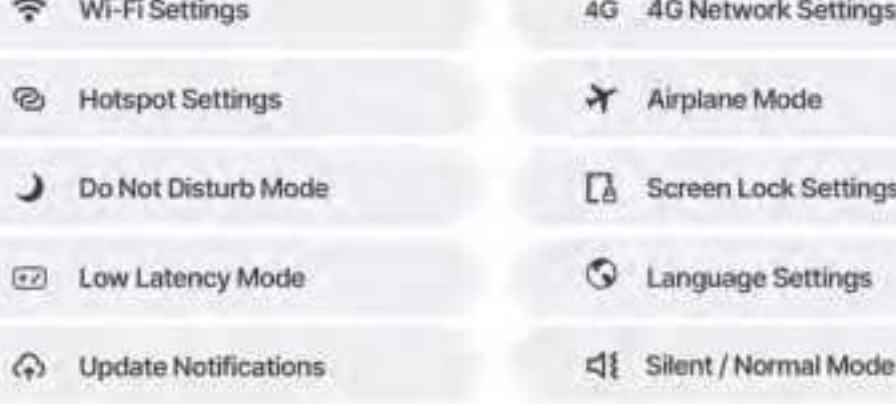 Wi-Fi Settings
4G 4G Network Settings
Hotspot Settings
Airplane Mode
Do Not Disturb Mode
Screen Lock Settings
Low Latency Mode
Language Settings
Update Notifications
Silent / Normal Mode